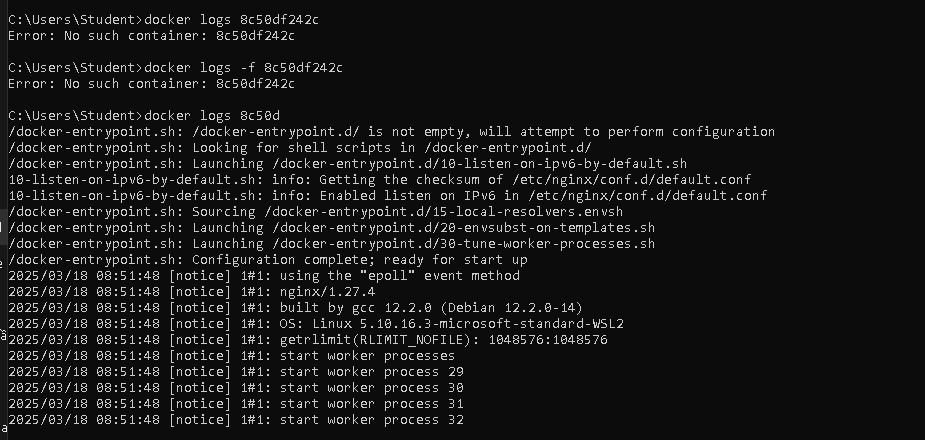 C:\Users\Student>docker logs 8c50df242c
Error: No such container: 8c50df242c
C:\Users\Student>docker logs -f 8c50df242c
Error: No such container: 8c50df242c
C:\Users\Student>docker logs 8c50d
/docker-entrypoint.sh: /docker-entrypoint.d/ is not empty, will attempt to perform configuration
/docker-entrypoint.sh: Looking for shell scripts in /docker-entrypoint.d/
/docker-entrypoint.sh: Launching /docker-entrypoint.d/10-listen-on-ipv6-by-default.sh
10-listen-on-ipv6-by-default.sh: info: Getting the checksum of /etc/nginx/conf.d/default.conf
10-listen-on-ipv6-by-default.sh: info: Enabled listen on IPv6 in /etc/nginx/conf.d/default.conf
/docker-entrypoint.sh: Sourcing /docker-entrypoint.d/15-local-resolvers.envsh
/docker-entrypoint.sh: Launching /docker-entrypoint.d/20-envsubst-on-templates.sh
/docker-entrypoint.sh: Launching /docker-entrypoint.d/30-tune-worker-processes.sh
/docker-entrypoint.sh: Configuration complete; ready for start up
2025/03/18 08:51:48 [notice] 1#1: using the "epoll" event method
2025/03/18 08:51:48 [notice] 1#1: nginx/1.27.4
2025/03/18 08:51:48 [notice] 1#1: built by gcc 12.2.0 (Debian 12.2.0-14)
2025/03/18 08:51:48 [notice] 1#1: OS: Linux 5.10.16.3-microsoft-standard-WSL2
2025/03/18 08:51:48 [notice] 1#1: getrlimit(RLIMIT_NOFILE): 1048576:1048576
2025/03/18 08:51:48 [notice] 1#1: start worker processes
2025/03/18 08:51:48 [notice] 1#1: start worker process 29
2025/03/18 08:51:48 [notice] 1#1: start worker process 30
2025/03/18 08:51:48 [notice] 1#1: start worker process 31
2025/03/18 08:51:48 [notice] 1#1: start worker process 32